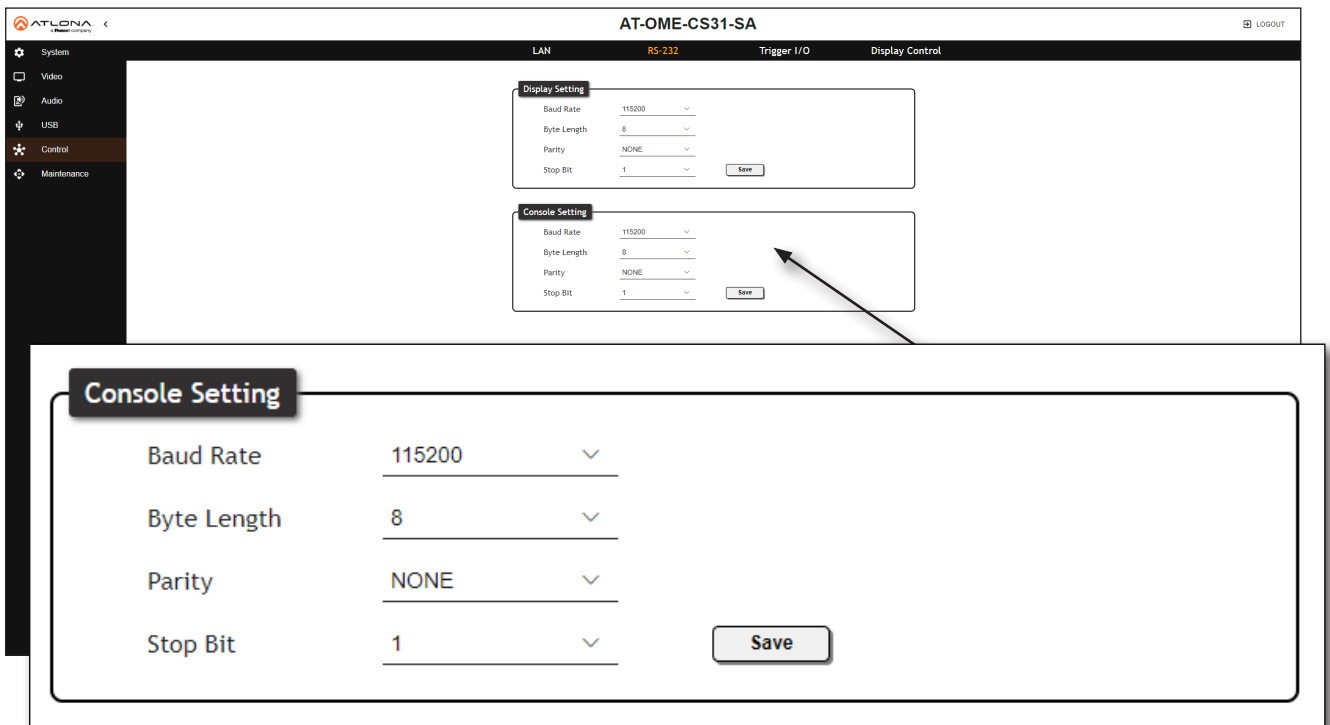 ATLONA
a Panduit company
AT-OME-CS31-SA
LOGOUT
System
LAN RS-232 Trigger I/O Display Control
Video
Audio
USB
Control
Maintenance
Display Setting
Baud Rate 115200
Byte Length 8
Parity NONE
Stop Bit 1 Save
Console Setting
Baud Rate 115200
Byte Length 8
Parity NONE
Stop Bit 1 Save
Console Setting
Baud Rate 115200
Byte Length 8
Parity NONE
Stop Bit 1 Save